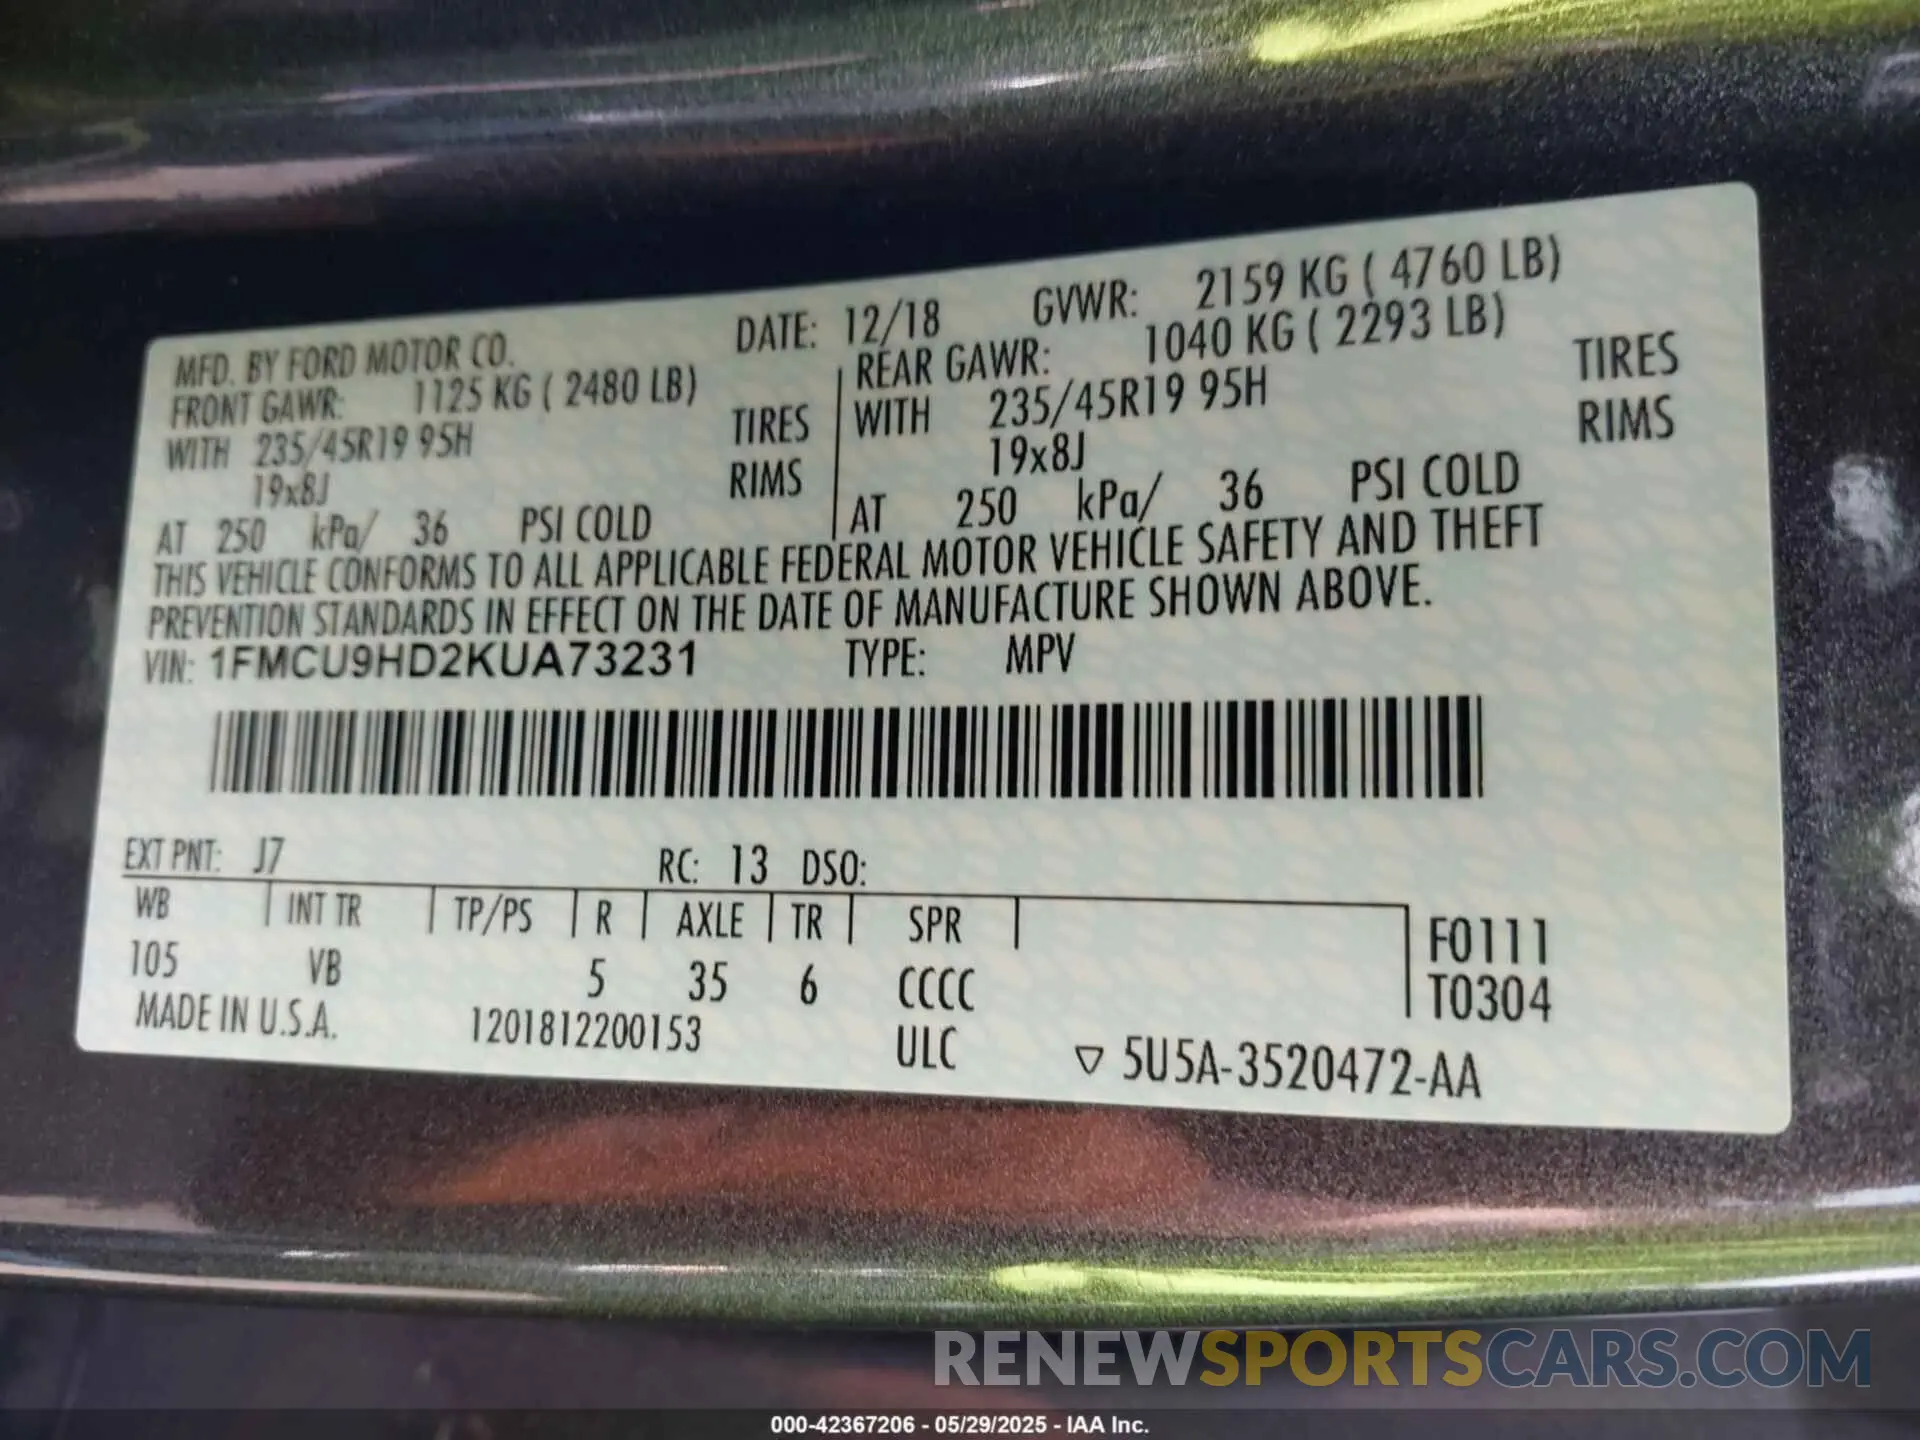 MFD. BY FORD MOTOR CO. DATE: 12/18 GVWR: 2159 KG ( 4760 LB)
FRONT GAWR: 1125 KG ( 2480 LB) REAR GAWR: 1040 KG ( 2293 LB)
WITH 235/45R19 95H TIRES WITH 235/45R19 95H TIRES
19x8J RIMS 19x8J RIMS
AT 250 kPa/ 36 PSI COLD AT 250 kPa/ 36 PSI COLD
THIS VEHICLE CONFORMS TO ALL APPLICABLE FEDERAL MOTOR VEHICLE SAFETY AND THEFT
PREVENTION STANDARDS IN EFFECT ON THE DATE OF MANUFACTURE SHOWN ABOVE.
VIN: 1FMCU9HD2KUA73231 TYPE: MPV
EXT PNT: J7 RC: 13 DSO:
WB INT TR TP/PS R AXLE TR SPR F0111
105 VB 5 35 6 CCCC T0304
MADE IN U.S.A. 1201812200153 ULC ▽ 5U5A-3520472-AA
RENEWSPORTSCARS.COM
000-42367206 - 05/29/2025 - IAA Inc.